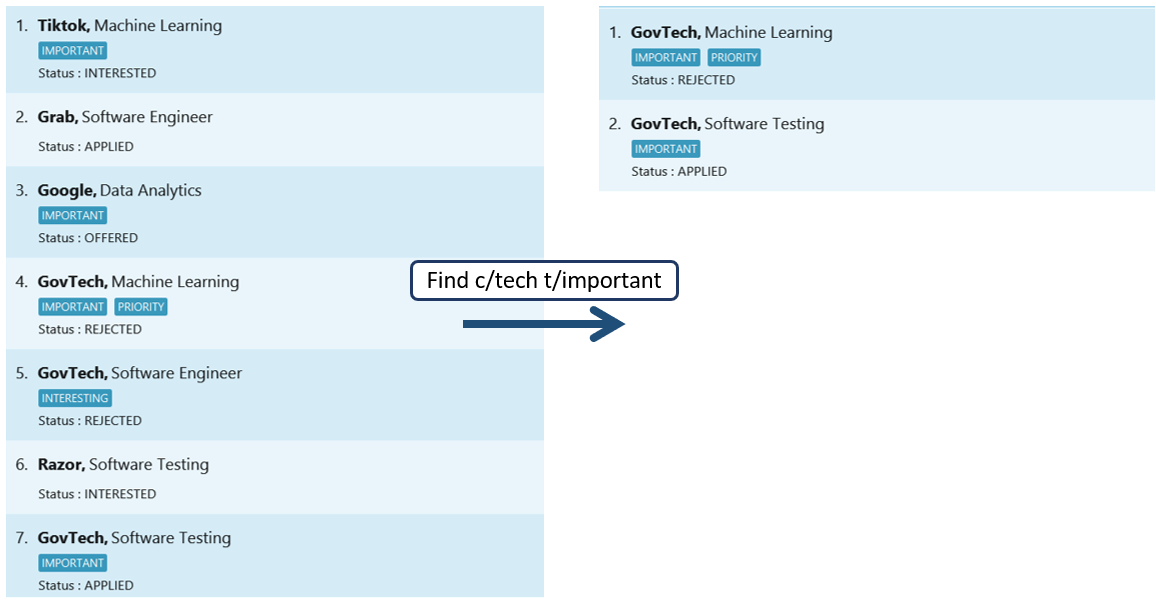 1. Tiktok, Machine Learning
IMPORTANT
Status : INTERESTED
2. Grab, Software Engineer
Status : APPLIED
3. Google, Data Analytics
IMPORTANT
Status : OFFERED
4. GovTech, Machine Learning
IMPORTANT PRIORITY
Status : REJECTED
5. GovTech, Software Engineer
INTERESTING
Status : REJECTED
6. Razor, Software Testing
Status : INTERESTED
7. GovTech, Software Testing
IMPORTANT
Status : APPLIED
Find c/tech t/important
1. GovTech, Machine Learning
IMPORTANT PRIORITY
Status : REJECTED
2. GovTech, Software Testing
IMPORTANT
Status : APPLIED